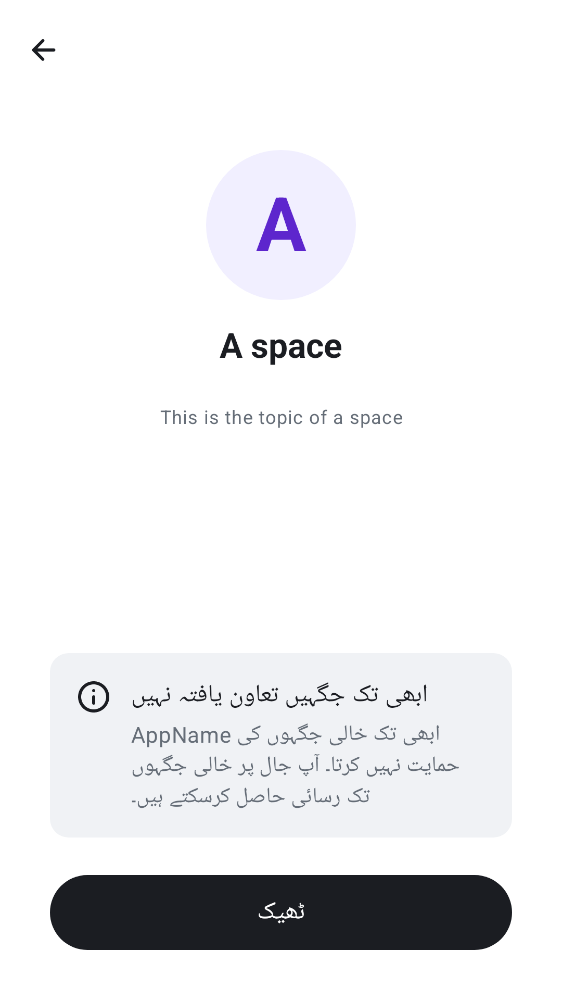 A
A space
This is the topic of a space
ابھی تک جگہیں تعاون یافتہ نہیں
AppName ابھی تک خالی جگہوں کی
حمایت نہیں کرتا۔ آپ جال پر خالی جگہوں
تک رسائی حاصل کرسکتے ہیں۔
ٹھیک